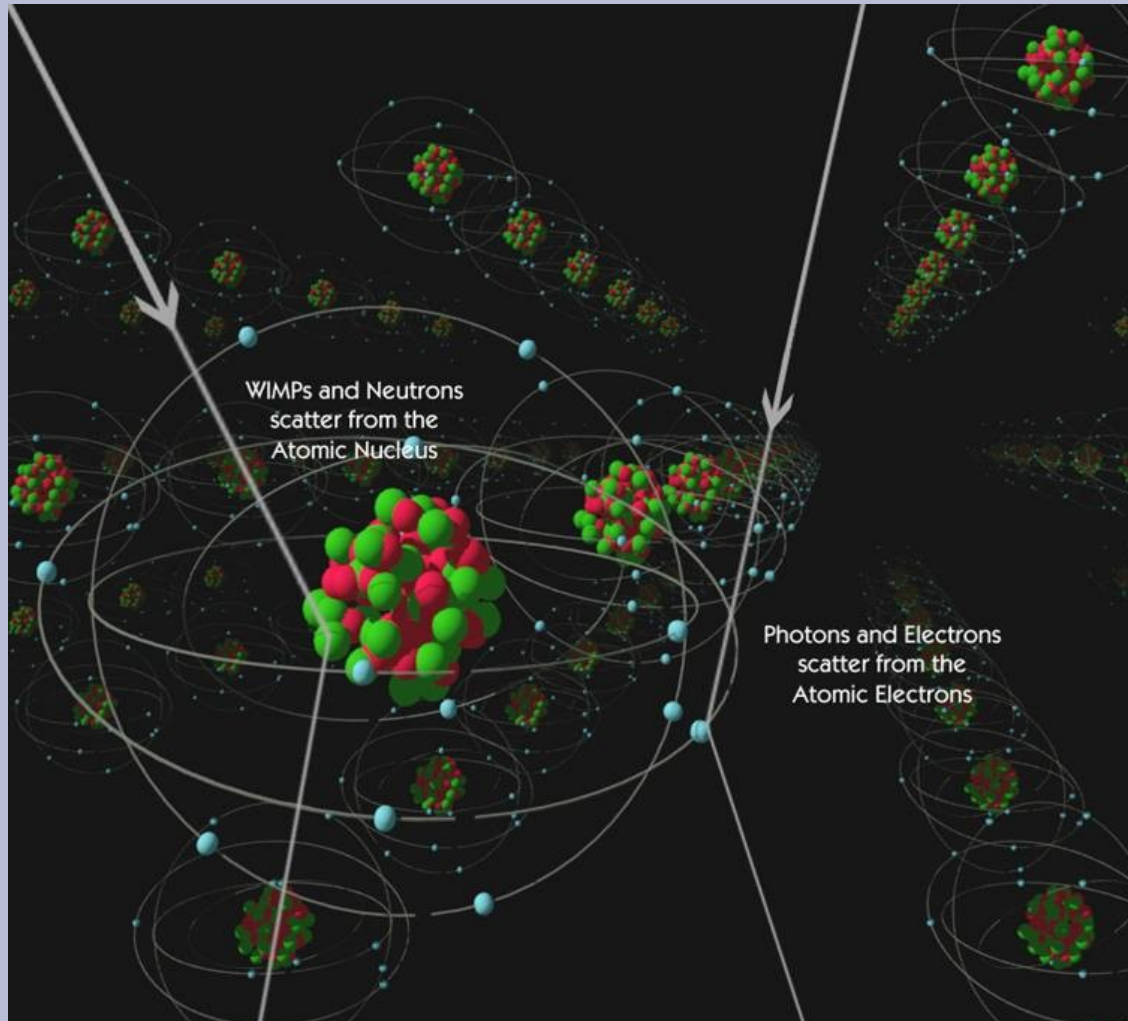 WIMPs and Neutrons
scatter from the
Atomic Nucleus
Photons and Electrons
scatter from the
Atomic Electrons